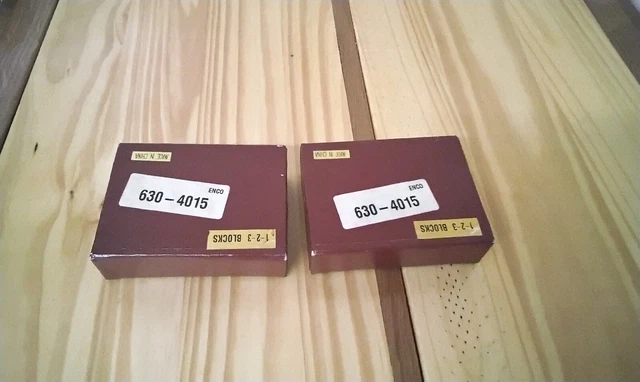 MADE IN CHINA
ENCO
630-4015
1-2-3 BLOCKS
MADE IN CHINA
ENCO
630-4015
1-2-3 BLOCKS